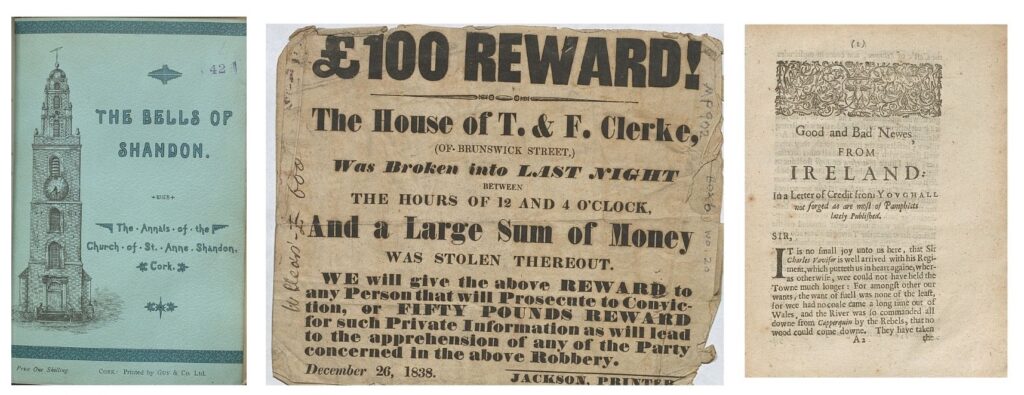 42
THE BELLS OF
SHANDON.
WITH
The Annals of the
Church of St. Anne Shandon,
Cork.
Price One Shilling.
CORK: Printed by GUY & Co. Ltd.
£100 REWARD!
The House of T. & F. Clerke,
(OF BRUNSWICK STREET,)
Was Broken into LAST NIGHT
BETWEEN
THE HOURS OF 12 AND 4 O'CLOCK,
And a Large Sum of Money
WAS STOLEN THEREOUT.
WE will give the above REWARD to
any Person that will Prosecute to Convic-
tion, or FIFTY POUNDS REWARD
for such Private Information as will lead
to the apprehension of any of the Party
concerned in the above Robbery.
December 26, 1838.
JACKSON, PRINTER
600
Good and Bad Newes
FROM
IRELAND:
In a Letter of Credit from YOVGHALL
not forged as are most of Pamphlets
lately Published.
SIR,
IT is no small joy unto us here, that Sir
Charles Vavisor is well arrived with his Regi-
ment, which putteth us in heart againe, wher-
as otherwise, wee could not have held the
Towne much longer: For amongst other our
wants, the want of fuell was none of the least,
for wee had no coale came a long time out of
Wales, and the River is so commanded all
downe from Capperquin by the Rebels, that no
wood could come downe. They have taken
A2